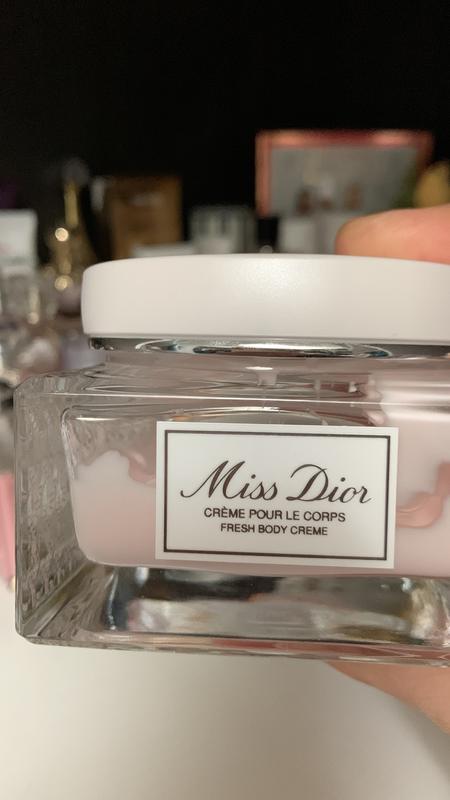 Miss Dior
CRÈME POUR LE CORPS
FRESH BODY CREME